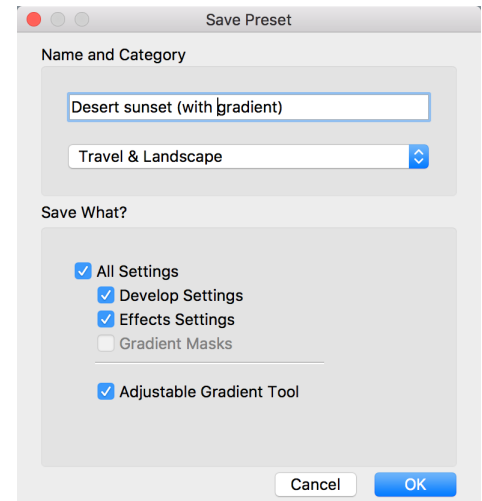 Save Preset
Name and Category
Desert sunset (with gradient)
Travel & Landscape
Save What?
All Settings
Develop Settings
Effects Settings
Gradient Masks
Adjustable Gradient Tool
Cancel OK